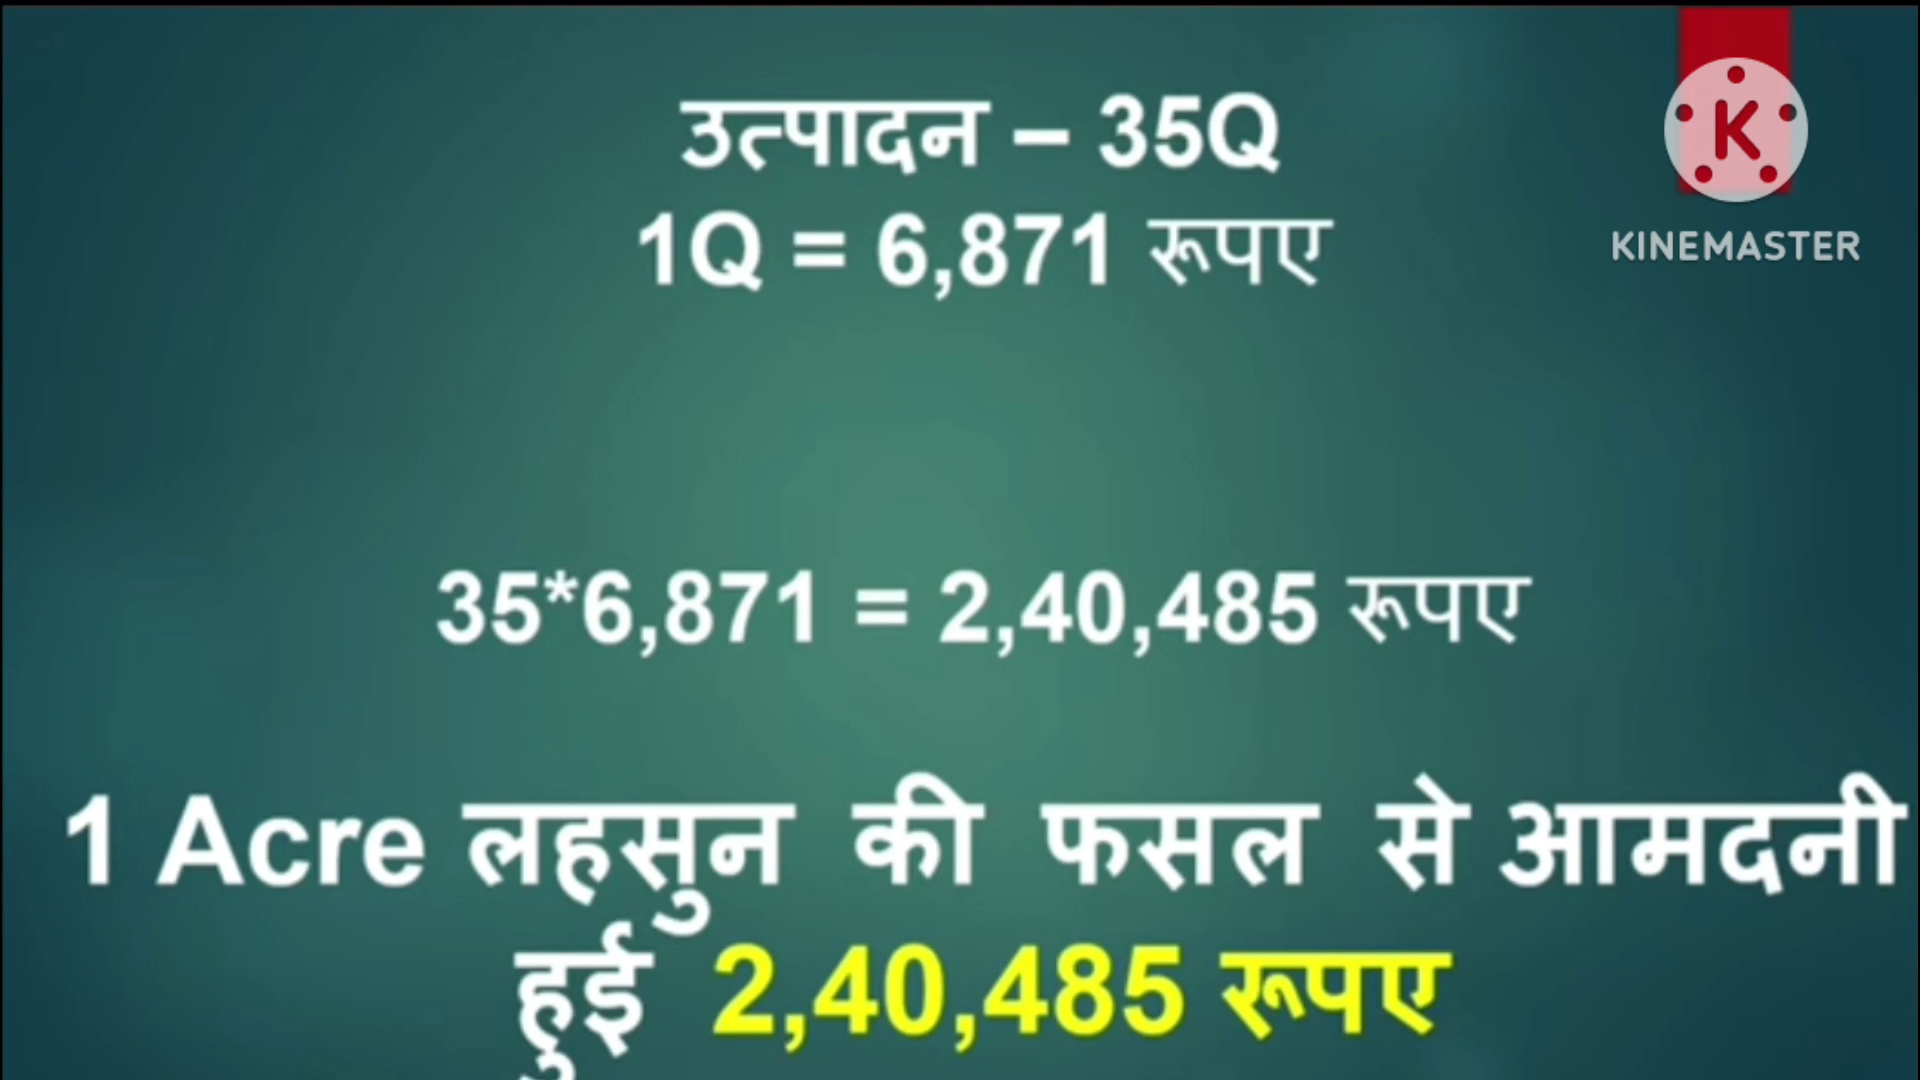 उत्पादन – 35Q
1Q = 6,871 रूपए
K
KINEMASTER
35*6,871 = 2,40,485 रूपए
1 Acre लहसुन की फसल से आमदनी
हुई 2,40,485 रूपए